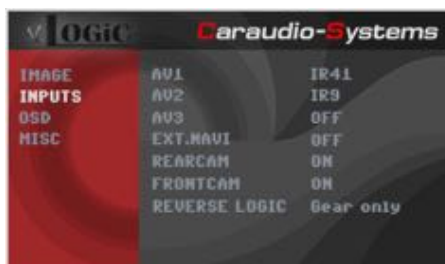 v.LOGiC Caraudio-Systems
IMAGE
INPUTS
OSD
MISC
AV1 IR41
AV2 IR9
AV3 OFF
EXT.NAVI OFF
REARCAM ON
FRONTCAM ON
REVERSE LOGIC Gear only